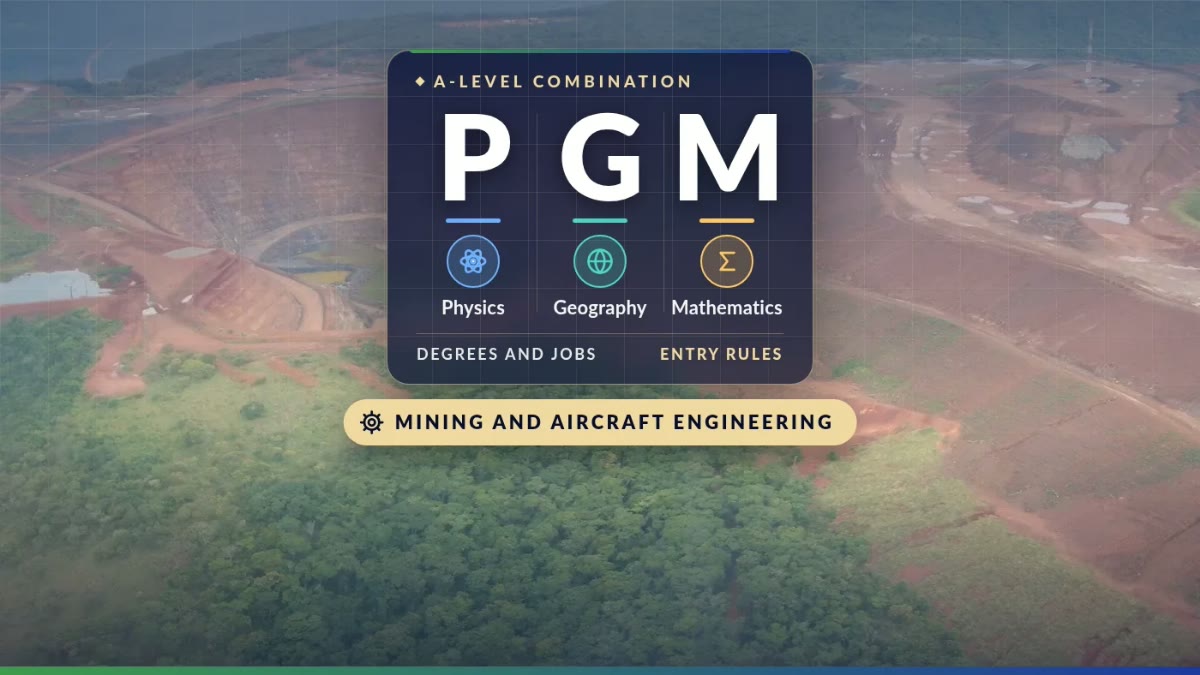 A-LEVEL COMBINATION
P G M
Physics Geography Mathematics
DEGREES AND JOBS ENTRY RULES
MINING AND AIRCRAFT ENGINEERING